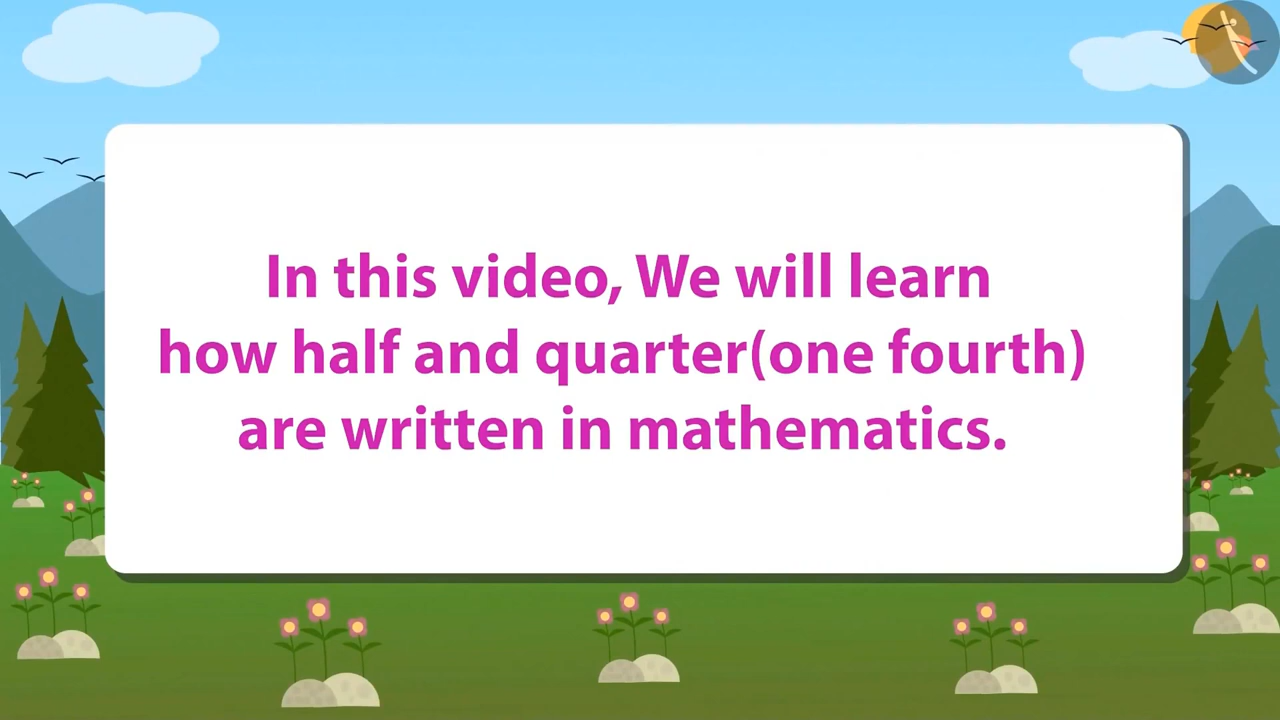 In this video, We will learn
how half and quarter(one fourth)
are written in mathematics.